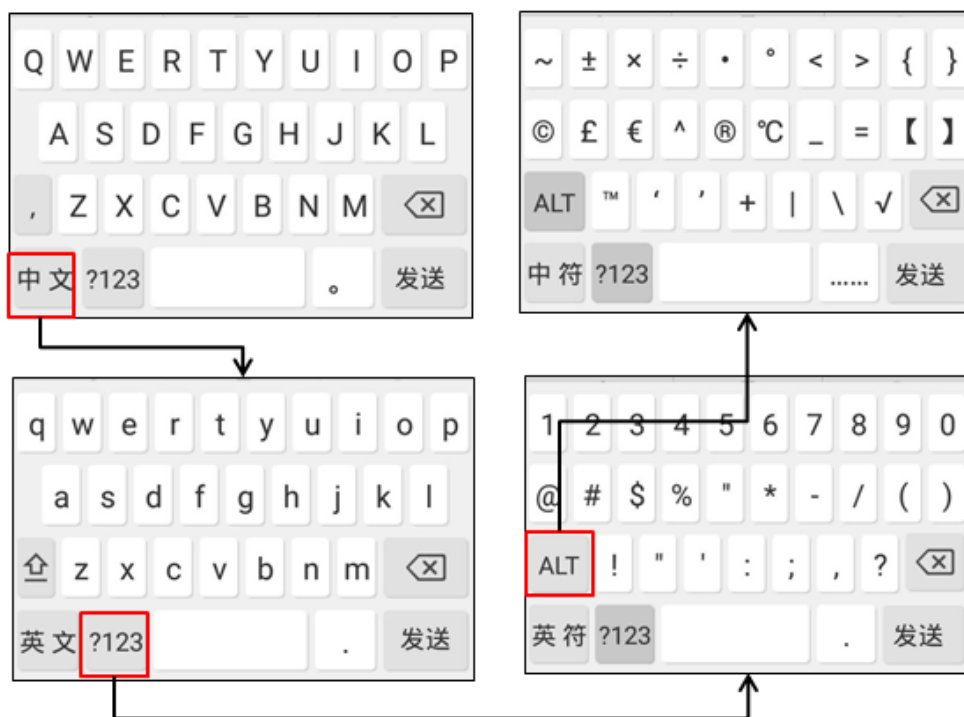 Q W E R T Y U I O P
A S D F G H J K L
, Z X C V B N M
中文 ?123 。 发送
~ ± × ÷ • ° < > { }
© £ € ^ ® ℃ _ = 【 】
ALT ™ ‘ ’ + | \ √
中符 ?123 …… 发送
q w e r t y u i o p
a s d f g h j k l
z x c v b n m
英文 ?123 . 发送
1 2 3 4 5 6 7 8 9 0
@ # $ % " * - / ( )
ALT ! " ' : ; , ?
英符 ?123 . 发送